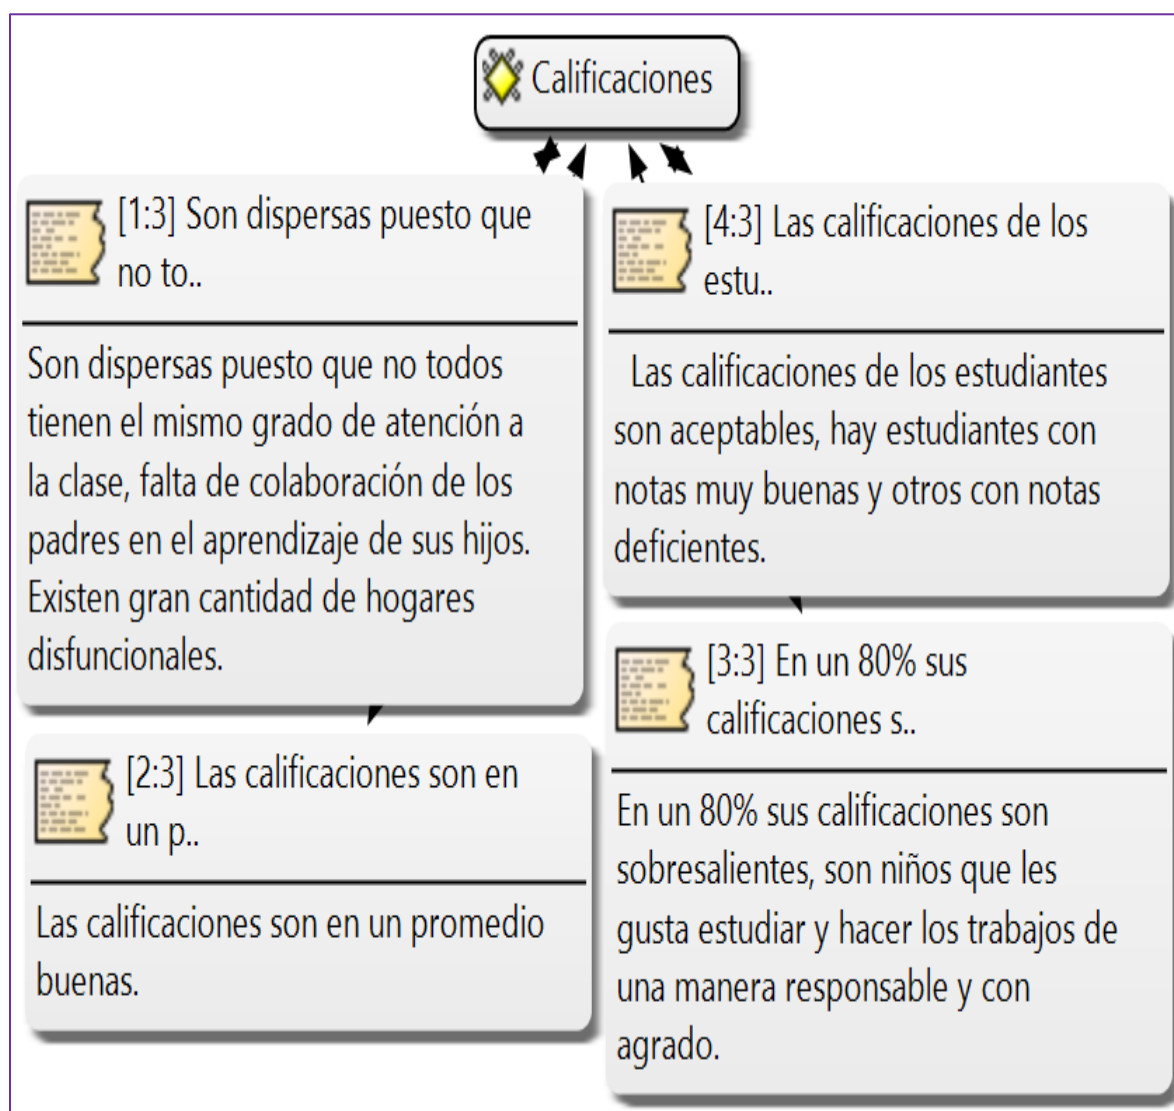 Calificaciones
[1:3] Son dispersas puesto que
no to..
Son dispersas puesto que no todos
tienen el mismo grado de atención a
la clase, falta de colaboración de los
padres en el aprendizaje de sus hijos.
Existen gran cantidad de hogares
disfuncionales.
[4:3] Las calificaciones de los
estu..
Las calificaciones de los estudiantes
son aceptables, hay estudiantes con
notas muy buenas y otros con notas
deficientes.
[2:3] Las calificaciones son en
un p..
Las calificaciones son en un promedio
buenas.
[3:3] En un 80% sus
calificaciones s..
En un 80% sus calificaciones son
sobresalientes, son niños que les
gusta estudiar y hacer los trabajos de
una manera responsable y con
agrado.